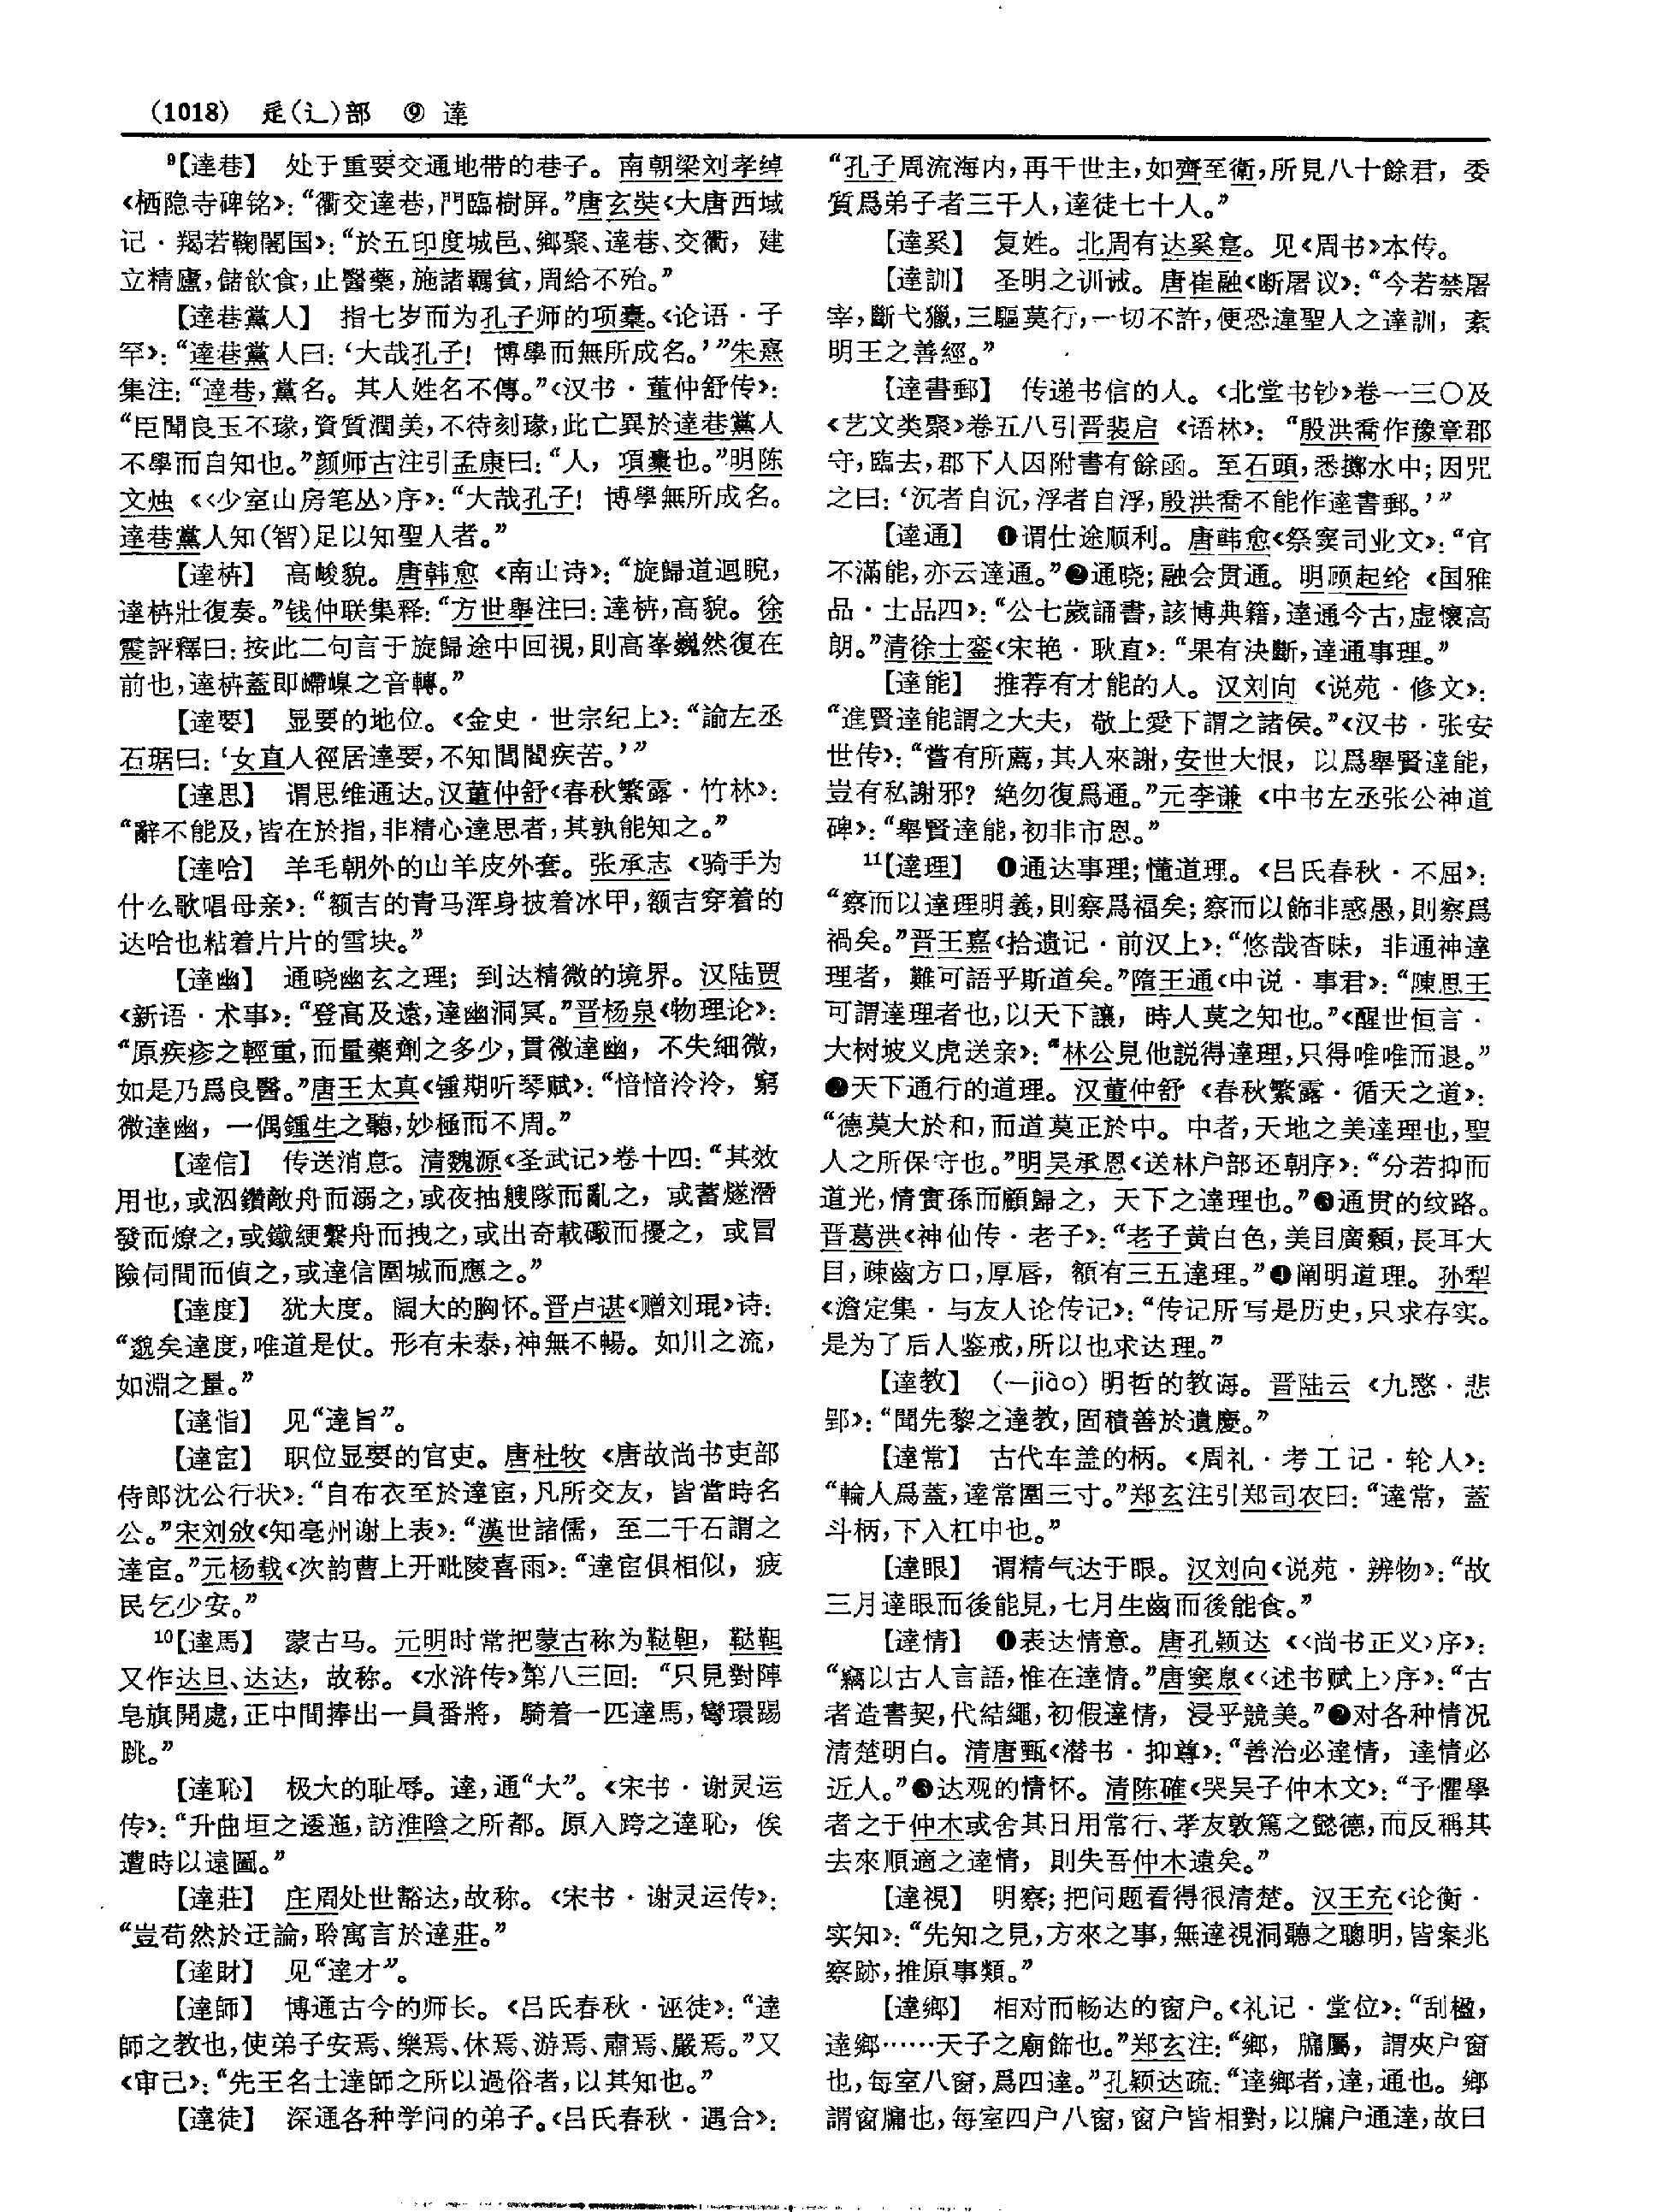 （1018） 辵(辶)部 ⑨ 達
⁹【達巷】 处于重要交通地带的巷子。南朝梁刘孝绰
《栖隐寺碑铭》：“衢交達巷，門臨樹屏。”唐玄奘《大唐西域
记·羯若鞠闍国》：“於五印度城邑、鄉聚、達巷、交衢，建
立精廬，儲飲食，止醫藥，施諸羈貧，周給不殆。”
【達巷黨人】 指七岁而为孔子师的项橐。《论语·子
罕》：“達巷黨人曰：‘大哉孔子！博學而無所成名。’”朱熹
集注：“達巷，黨名。其人姓名不傳。”《汉书·董仲舒传》：
“臣聞良玉不瑑，資質潤美，不待刻瑑，此亡異於達巷黨人
不學而自知也。”颜师古注引孟康曰：“人，項橐也。”明陈
文烛《〈少室山房笔丛〉序》：“大哉孔子！博學無所成名。
達巷黨人知(智)足以知聖人者。”
【達枿】 高峻貌。唐韩愈《南山诗》：“旋歸道迴睨，
達枿壯復奏。”钱仲联集释：“方世舉注曰：達枿，高貌。徐
震評釋曰：按此二句言于旋歸途中回視，則高峯巍然復在
前也，達枿蓋即嵽嵲之音轉。”
【達要】 显要的地位。《金史·世宗纪上》：“諭左丞
石琚曰：‘女直人徑居達要，不知閭閻疾苦。’”
【達思】 谓思维通达。汉董仲舒《春秋繁露·竹林》：
“辭不能及，皆在於指，非精心達思者，其孰能知之。”
【達哈】 羊毛朝外的山羊皮外套。张承志《骑手为
什么歌唱母亲》：“额吉的青马浑身披着冰甲，额吉穿着的
达哈也粘着片片的雪块。”
【達幽】 通晓幽玄之理；到达精微的境界。汉陆贾
《新语·术事》：“登高及遠，達幽洞冥。”晋杨泉《物理论》：
“原疾疹之輕重，而量藥劑之多少，貫微達幽，不失細微，
如是乃爲良醫。”唐王太真《锺期听琴赋》：“愔愔泠泠，窮
微達幽，一偶鍾生之聽，妙極而不周。”
【達信】 传送消息。清魏源《圣武记》卷十四：“其效
用也，或泅鑽敵舟而溺之，或夜抽艘隊而亂之，或蓄燧潛
發而燎之，或鐵綆繫舟而拽之，或出奇載礮而擾之，或冒
險伺間而偵之，或達信圍城而應之。”
【達度】 犹大度。阔大的胸怀。晋卢谌《赠刘琨》诗：
“邈矣達度，唯道是仗。形有未泰，神無不暢。如川之流，
如淵之量。”
【達恉】 见“達旨”。
【達宦】 职位显要的官吏。唐杜牧《唐故尚书吏部
侍郎沈公行状》：“自布衣至於達宦，凡所交友，皆當時名
公。”宋刘攽《知亳州谢上表》：“漢世諸儒，至二千石謂之
達宦。”元杨载《次韵曹上开毗陵喜雨》：“達宦俱相似，疲
民乞少安。”
¹⁰【達馬】 蒙古马。元明时常把蒙古称为鞑靼，鞑靼
又作达旦、达达，故称。《水浒传》第八三回：“只見對陣
皂旗開處，正中間捧出一員番將，騎着一匹達馬，彎環踢
跳。”
【達恥】 极大的耻辱。達，通“大”。《宋书·谢灵运
传》：“升曲垣之逶迤，訪淮陰之所都。原入跨之達恥，俟
遭時以遠圖。”
【達莊】 庄周处世豁达，故称。《宋书·谢灵运传》：
“豈苟然於迂論，聆寓言於達莊。”
【達財】 见“達才”。
【達師】 博通古今的师长。《吕氏春秋·诬徒》：“達
師之教也，使弟子安焉、樂焉、休焉、游焉、肅焉、嚴焉。”又
《审己》：“先王名士達師之所以過俗者，以其知也。”
【達徒】 深通各种学问的弟子。《吕氏春秋·遇合》：
“孔子周流海内，再干世主，如齊至衛，所見八十餘君，委
質爲弟子者三千人，達徒七十人。”
【達奚】 复姓。北周有达奚寔。见《周书》本传。
【達訓】 圣明之训诫。唐崔融《断屠议》：“今若禁屠
宰，斷弋獵，三驅莫行，一切不許，便恐違聖人之達訓，紊
明王之善經。”
【達書郵】 传递书信的人。《北堂书钞》卷一三〇及
《艺文类聚》卷五八引晋裴启《语林》：“殷洪喬作豫章郡
守，臨去，郡下人因附書有餘函。至石頭，悉擲水中；因咒
之曰：‘沉者自沉，浮者自浮，殷洪喬不能作達書郵。’”
【達通】 ❶谓仕途顺利。唐韩愈《祭窦司业文》：“官
不滿能，亦云達通。”❷通晓；融会贯通。明顾起纶《国雅
品·士品四》：“公七歲誦書，該博典籍，達通今古，虚懷高
朗。”清徐士銮《宋艳·耿直》：“果有決斷，達通事理。”
【達能】 推荐有才能的人。汉刘向《说苑·修文》：
“進賢達能謂之大夫，敬上愛下謂之諸侯。”《汉书·张安
世传》：“嘗有所薦，其人來謝，安世大恨，以爲舉賢達能，
豈有私謝邪？絶勿復爲通。”元李谦《中书左丞张公神道
碑》：“舉賢達能，初非市恩。”
¹¹【達理】 ❶通达事理；懂道理。《吕氏春秋·不屈》：
“察而以達理明義，則察爲福矣；察而以飾非惑愚，則察爲
禍矣。”晋王嘉《拾遗记·前汉上》：“悠哉杳昧，非通神達
理者，難可語乎斯道矣。”隋王通《中说·事君》：“陳思王
可謂達理者也，以天下讓，時人莫之知也。”《醒世恒言·
大树坡义虎送亲》：“林公見他説得達理，只得唯唯而退。”
❷天下通行的道理。汉董仲舒《春秋繁露·循天之道》：
“德莫大於和，而道莫正於中。中者，天地之美達理也，聖
人之所保守也。”明吴承恩《送林户部还朝序》：“分若抑而
道光，情實孫而顧歸之，天下之達理也。”❸通贯的纹路。
晋葛洪《神仙传·老子》：“老子黄白色，美目廣顙，長耳大
目，疎齒方口，厚唇，額有三五達理。”❹阐明道理。孙犁
《澹定集·与友人论传记》：“传记所写是历史，只求存实。
是为了后人鉴戒，所以也求达理。”
【達教】 (—jiào) 明哲的教诲。晋陆云《九愍·悲
郢》：“聞先黎之達教，固積善於遺慶。”
【達常】 古代车盖的柄。《周礼·考工记·轮人》：
“輪人爲蓋，達常圍三寸。”郑玄注引郑司农曰：“達常，蓋
斗柄，下入杠中也。”
【達眼】 谓精气达于眼。汉刘向《说苑·辨物》：“故
三月達眼而後能見，七月生齒而後能食。”
【達情】 ❶表达情意。唐孔颖达《〈尚书正义〉序》：
“竊以古人言語，惟在達情。”唐窦臮《〈述书赋上〉序》：“古
者造書契，代結繩，初假達情，浸乎競美。”❷对各种情况
清楚明白。清唐甄《潜书·抑尊》：“善治必達情，達情必
近人。”❸达观的情怀。清陈確《哭吴子仲木文》：“予懼學
者之于仲木或舍其日用常行、孝友敦篤之懿德，而反稱其
去來順適之達情，則失吾仲木遠矣。”
【達視】 明察；把问题看得很清楚。汉王充《论衡·
实知》：“先知之見，方來之事，無達視洞聽之聰明，皆案兆
察跡，推原事類。”
【達鄉】 相对而畅达的窗户。《礼记·堂位》：“刮楹，
達鄉……天子之廟飾也。”郑玄注：“鄉，牖屬，謂夾户窗
也，每室八窗，爲四達。”孔颖达疏：“達鄉者，達，通也。鄉
謂窗牖也，每室四户八窗，窗户皆相對，以牖户通達，故曰